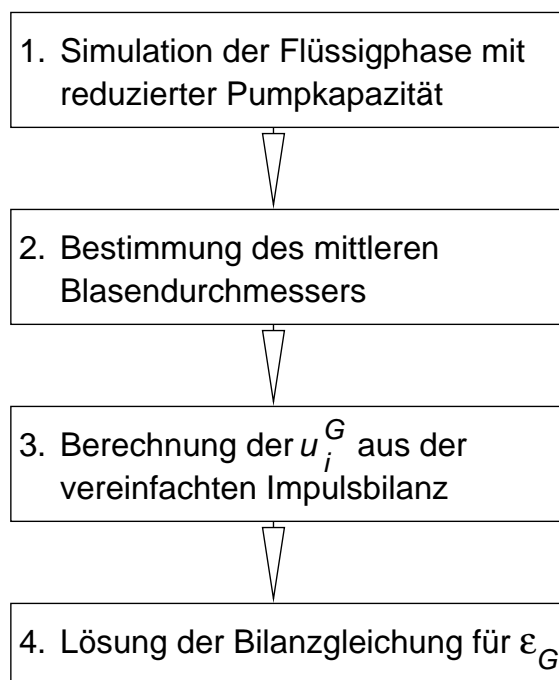 1. Simulation der Flüssigphase mit
reduzierter Pumpkapazität
2. Bestimmung des mittleren
Blasendurchmessers
3. Berechnung der u_i^G aus der
vereinfachten Impulsbilanz
4. Lösung der Bilanzgleichung für ε_G